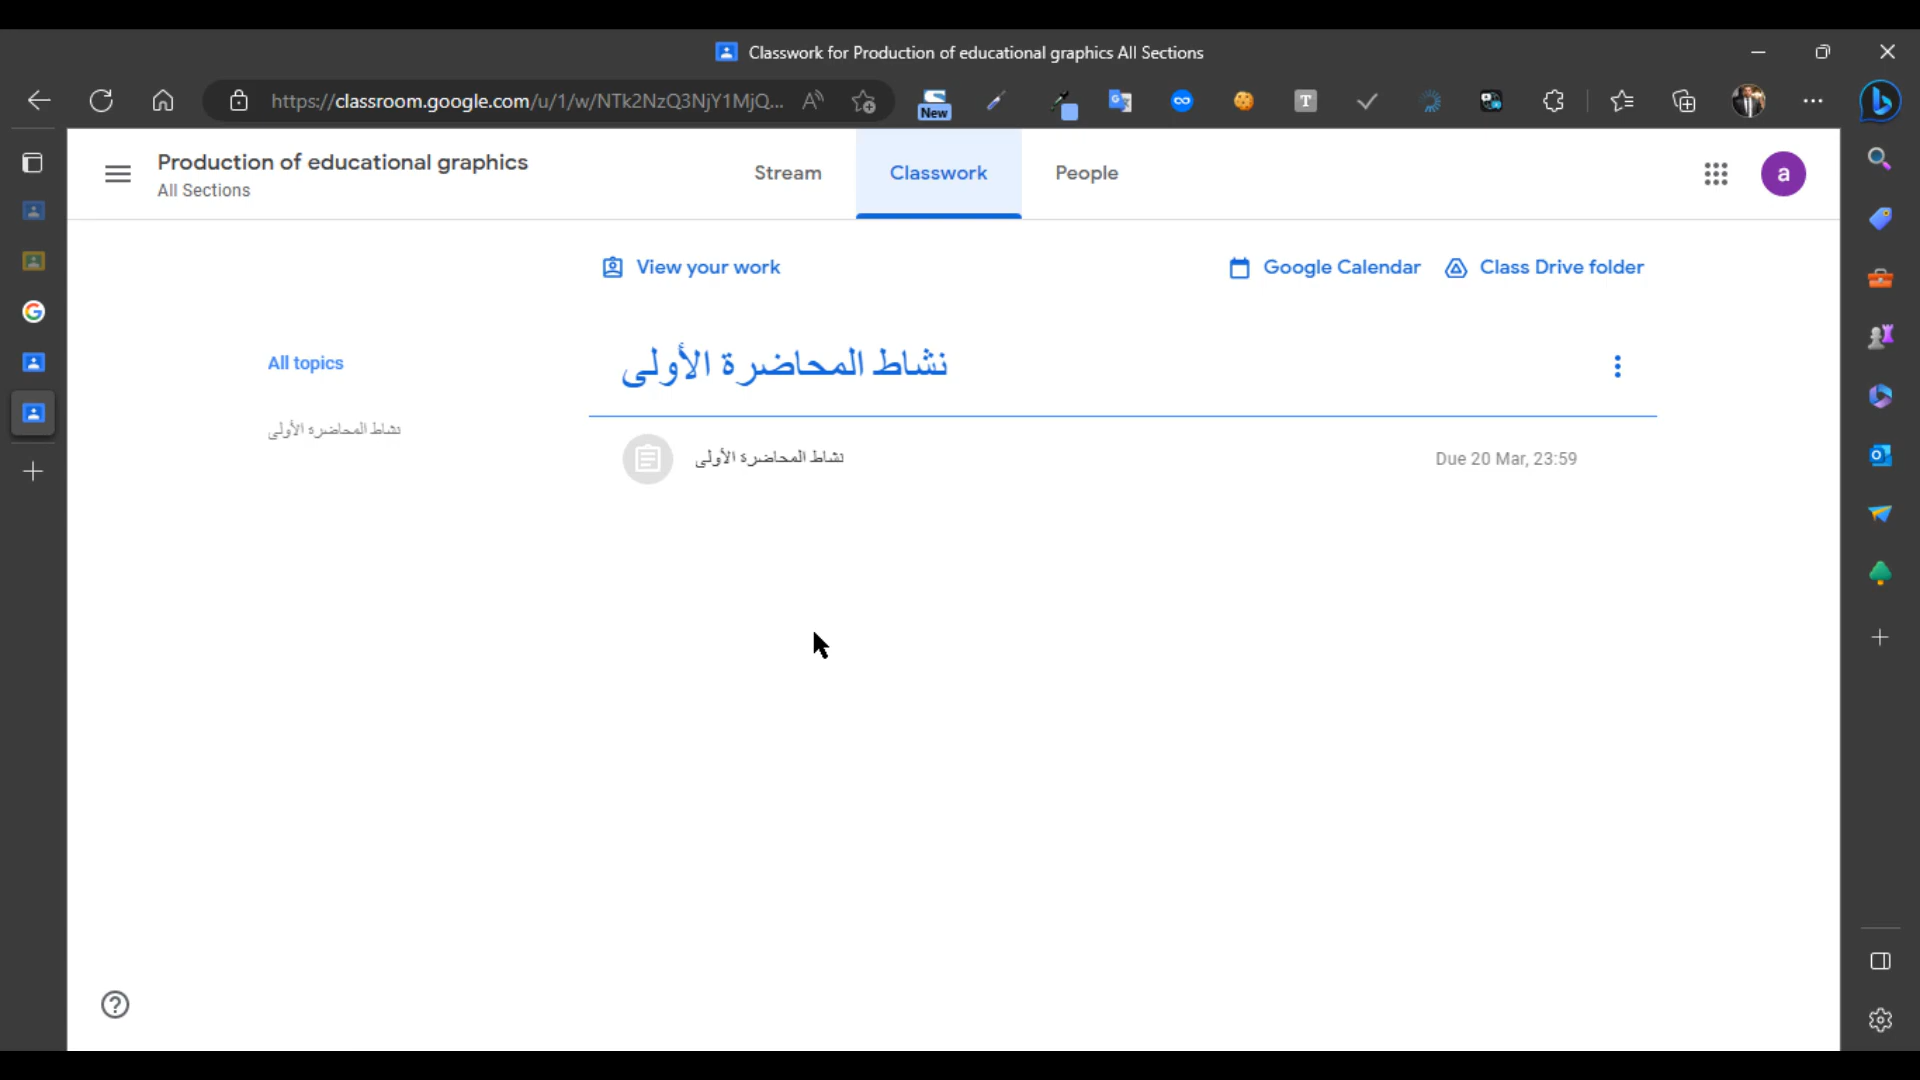 Classwork for Production of educational graphics All Sections
https://classroom.google.com/u/1/w/NTk2NzQ3NjY1MjQ...
New
Production of educational graphics
All Sections
Stream
Classwork
People
a
View your work
Google Calendar
Class Drive folder
All topics
نشاط المحاضرة الأولى
نشاط المحاضرة الأولى
نشاط المحاضرة الأولى
Due 20 Mar, 23:59